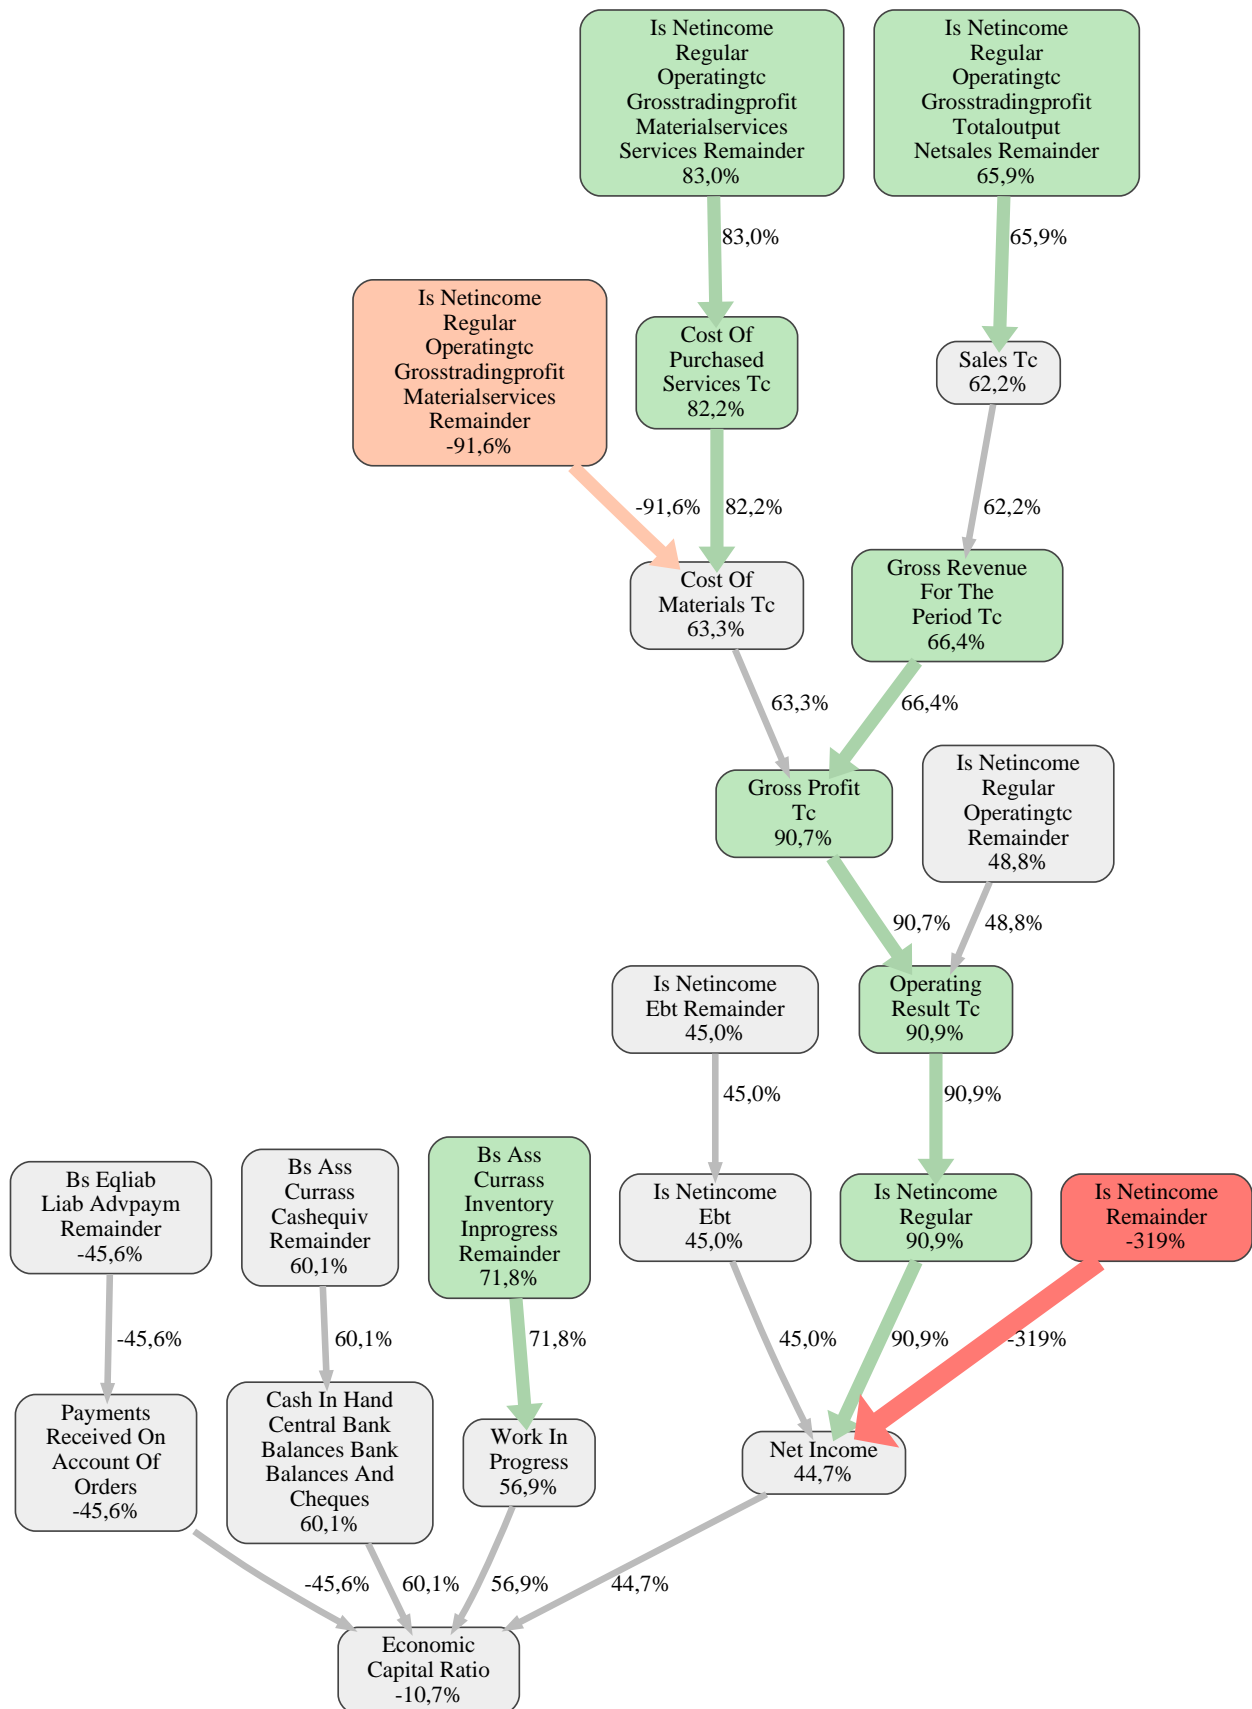 Is Netincome
Regular
Operatingtc
Grosstradingprofit
Materialservices
Services Remainder
83,0%
Is Netincome
Regular
Operatingtc
Grosstradingprofit
Totaloutput
Netsales Remainder
65,9%
83,0%
65,9%
Is Netincome
Regular
Operatingtc
Grosstradingprofit
Materialservices
Remainder
-91,6%
Cost Of
Purchased
Services Tc
82,2%
Sales Tc
62,2%
-91,6%
82,2%
62,2%
Cost Of
Materials Tc
63,3%
Gross Revenue
For The
Period Tc
66,4%
63,3%
66,4%
Gross Profit
Tc
90,7%
Is Netincome
Regular
Operatingtc
Remainder
48,8%
90,7%
48,8%
Is Netincome
Ebt Remainder
45,0%
Operating
Result Tc
90,9%
45,0%
90,9%
Bs Eqliab
Liab Advpaym
Remainder
-45,6%
Bs Ass
Currass
Cashequiv
Remainder
60,1%
Bs Ass
Currass
Inventory
Inprogress
Remainder
71,8%
Is Netincome
Ebt
45,0%
Is Netincome
Regular
90,9%
Is Netincome
Remainder
-319%
-45,6%
60,1%
71,8%
45,0%
90,9%
-319%
Payments
Received On
Account Of
Orders
-45,6%
Cash In Hand
Central Bank
Balances Bank
Balances And
Cheques
60,1%
Work In
Progress
56,9%
Net Income
44,7%
-45,6%
60,1%
56,9%
44,7%
Economic
Capital Ratio
-10,7%